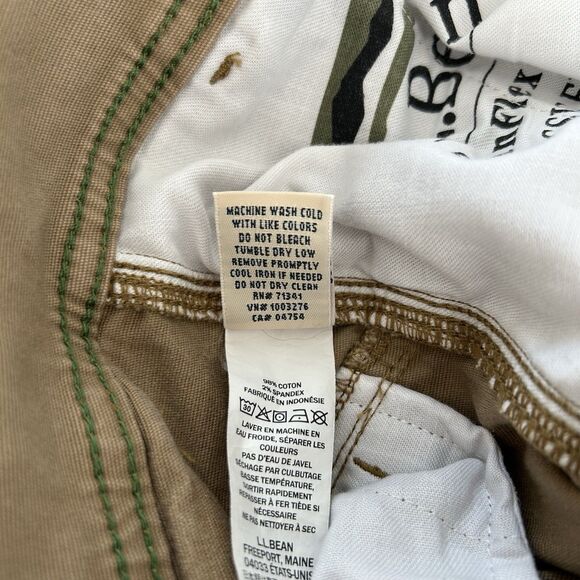 MACHINE WASH COLD
WITH LIKE COLORS
DO NOT BLEACH
TUMBLE DRY LOW
REMOVE PROMPTLY
COOL IRON IF NEEDED
DO NOT DRY CLEAN
RN# 71341
VN# 1003276
CA# 04754
98% COTON
2% SPANDEX
FABRIQUÉ EN INDONÉSIE
30
LAVER EN MACHINE EN
EAU FROIDE, SÉPARER LES
COULEURS
PAS D'EAU DE JAVEL
SÉCHAGE PAR CULBUTAGE
BASSE TEMPÉRATURE,
SORTIR RAPIDEMENT
REPASSER À FER TIÈDE SI
NÉCESSAIRE
NE PAS NETTOYER À SEC
L.L.BEAN
FREEPORT, MAINE
04033 ÉTATS-UNIS